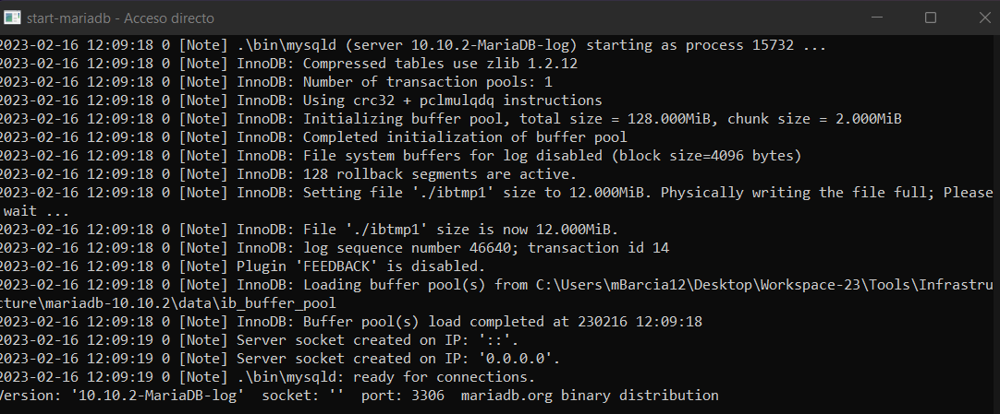 start-mariadb - Acceso directo
2023-02-16 12:09:18 0 [Note] .\bin\mysqld (server 10.10.2-MariaDB-log) starting as process 15732 ...
2023-02-16 12:09:18 0 [Note] InnoDB: Compressed tables use zlib 1.2.12
2023-02-16 12:09:18 0 [Note] InnoDB: Number of transaction pools: 1
2023-02-16 12:09:18 0 [Note] InnoDB: Using crc32 + pclmulqdq instructions
2023-02-16 12:09:18 0 [Note] InnoDB: Initializing buffer pool, total size = 128.000MiB, chunk size = 2.000MiB
2023-02-16 12:09:18 0 [Note] InnoDB: Completed initialization of buffer pool
2023-02-16 12:09:18 0 [Note] InnoDB: File system buffers for log disabled (block size=4096 bytes)
2023-02-16 12:09:18 0 [Note] InnoDB: 128 rollback segments are active.
2023-02-16 12:09:18 0 [Note] InnoDB: Setting file './ibtmp1' size to 12.000MiB. Physically writing the file full; Please
 wait ...
2023-02-16 12:09:18 0 [Note] InnoDB: File './ibtmp1' size is now 12.000MiB.
2023-02-16 12:09:18 0 [Note] InnoDB: log sequence number 46640; transaction id 14
2023-02-16 12:09:18 0 [Note] Plugin 'FEEDBACK' is disabled.
2023-02-16 12:09:18 0 [Note] InnoDB: Loading buffer pool(s) from C:\Users\mBarcia12\Desktop\Workspace-23\Tools\Infrastru
cture\mariadb-10.10.2\data\ib_buffer_pool
2023-02-16 12:09:18 0 [Note] InnoDB: Buffer pool(s) load completed at 230216 12:09:18
2023-02-16 12:09:19 0 [Note] Server socket created on IP: '::'.
2023-02-16 12:09:19 0 [Note] Server socket created on IP: '0.0.0.0'.
2023-02-16 12:09:19 0 [Note] .\bin\mysqld: ready for connections.
Version: '10.10.2-MariaDB-log'  socket: ''  port: 3306  mariadb.org binary distribution